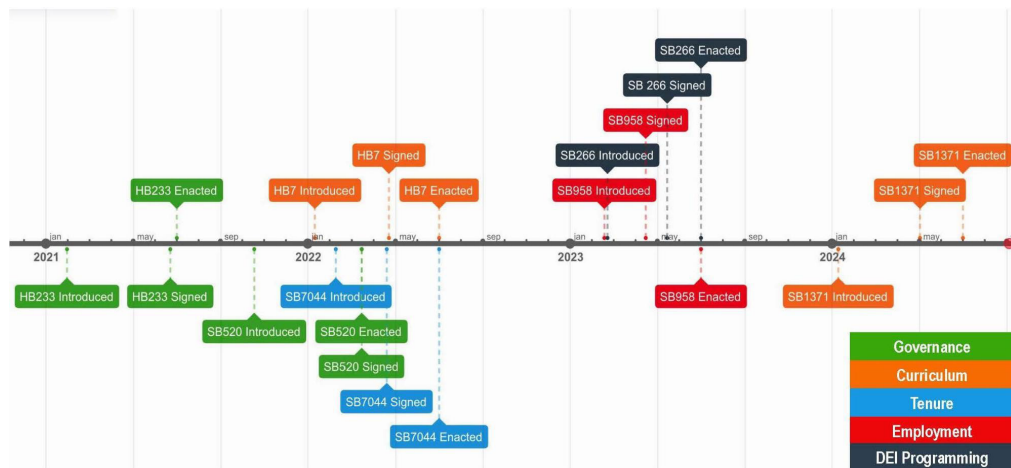 SB266 Enacted
SB 266 Signed
SB958 Signed
HB7 Signed
SB266 Introduced
SB1371 Enacted
HB233 Enacted
HB7 Introduced
HB7 Enacted
SB958 Introduced
SB1371 Signed
jan
may
sep
jan
may
sep
jan
may
sep
jan
may
sep
2021
2022
2023
2024
HB233 Introduced
HB233 Signed
SB7044 Introduced
SB958 Enacted
SB1371 Introduced
SB520 Introduced
SB520 Enacted
SB520 Signed
SB7044 Signed
SB7044 Enacted
Governance
Curriculum
Tenure
Employment
DEI Programming